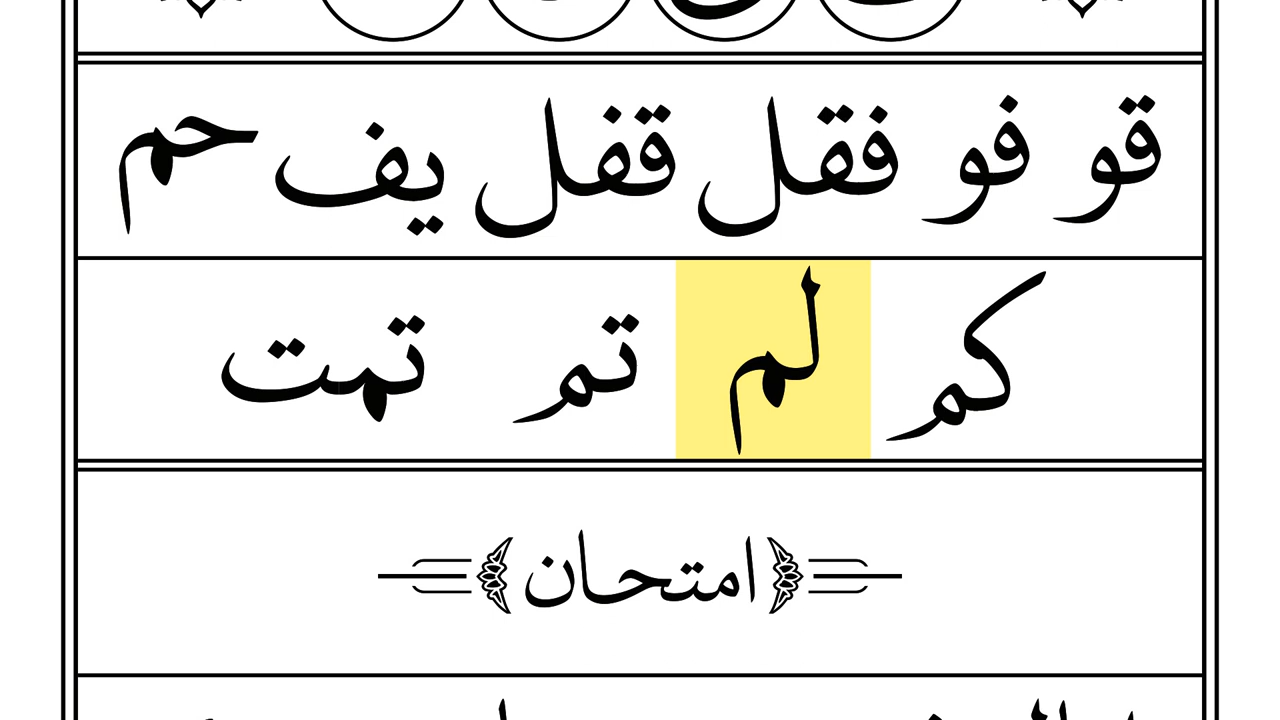 قو فو فقل قفل يف حم
كم لم تم تمت
امتحان